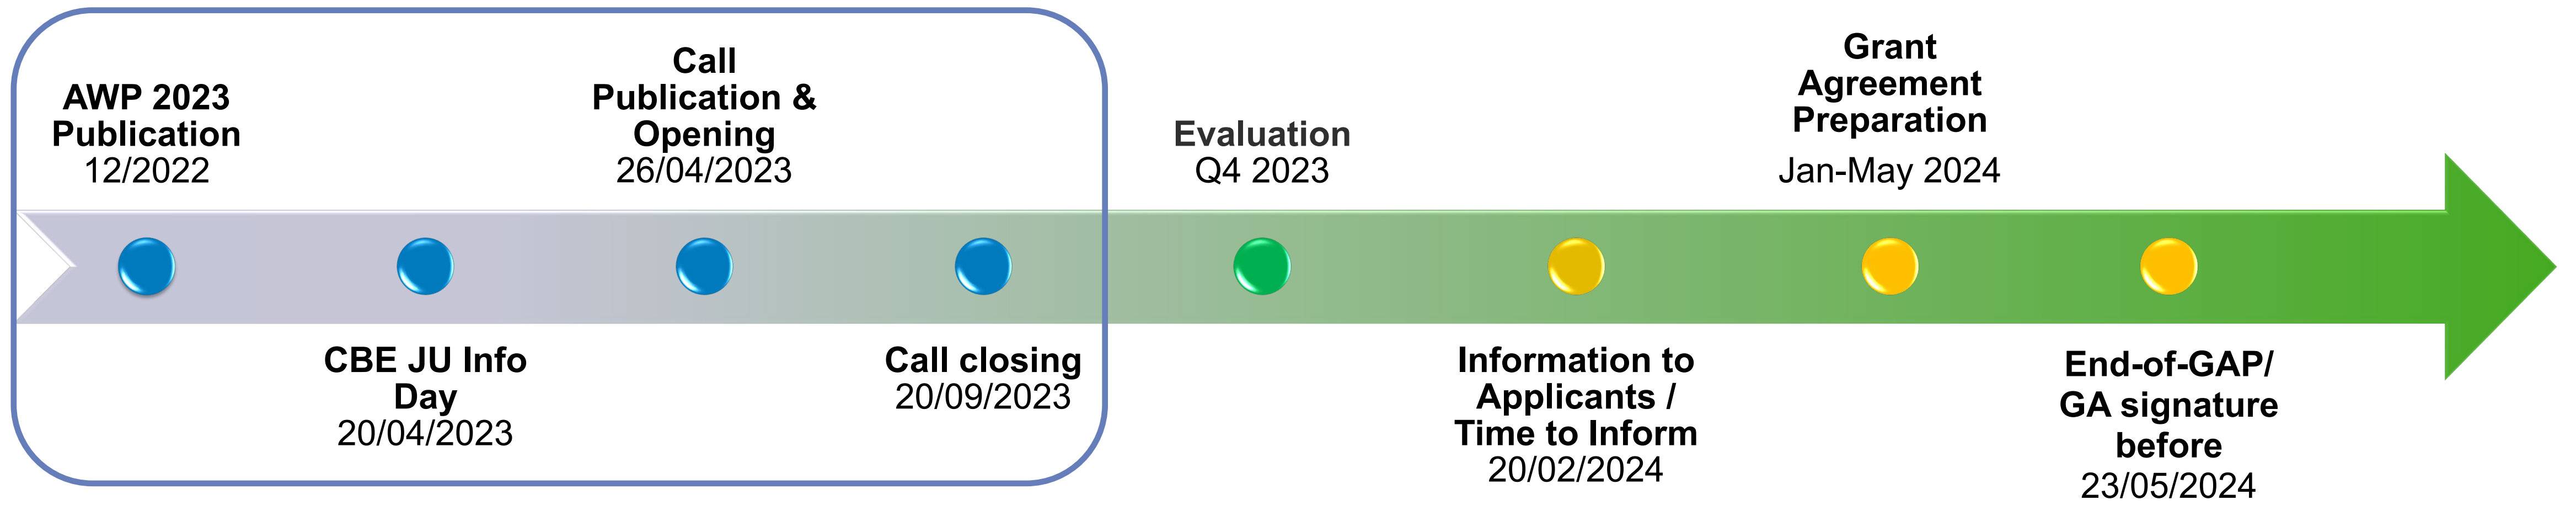 AWP 2023
Publication
12/2022
CBE JU Info
Day
20/04/2023
Call
Publication &
Opening
26/04/2023
Call closing
20/09/2023
Evaluation
Q4 2023
Information to
Applicants /
Time to Inform
20/02/2024
Grant
Agreement
Preparation
Jan-May 2024
End-of-GAP/
GA signature
before
23/05/2024